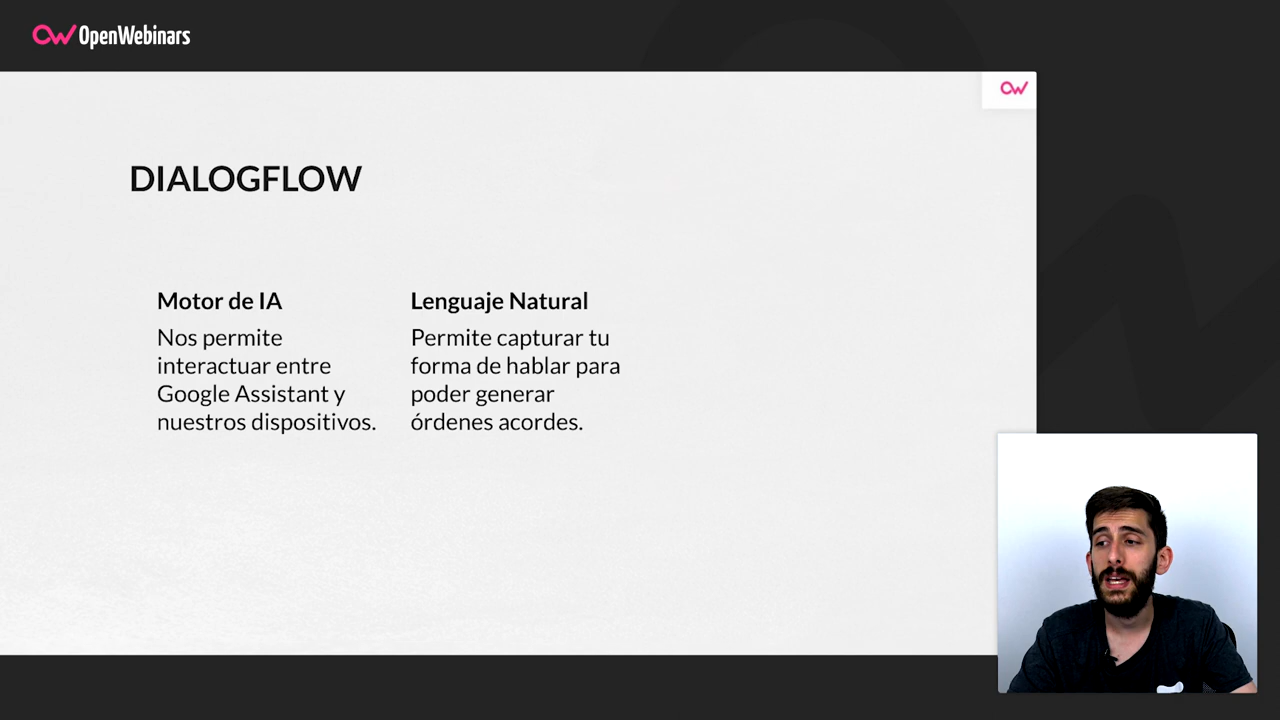 OpenWebinars
DIALOGFLOW
Motor de IA
Nos permite
interactuar entre
Google Assistant y
nuestros dispositivos.
Lenguaje Natural
Permite capturar tu
forma de hablar para
poder generar
órdenes acordes.